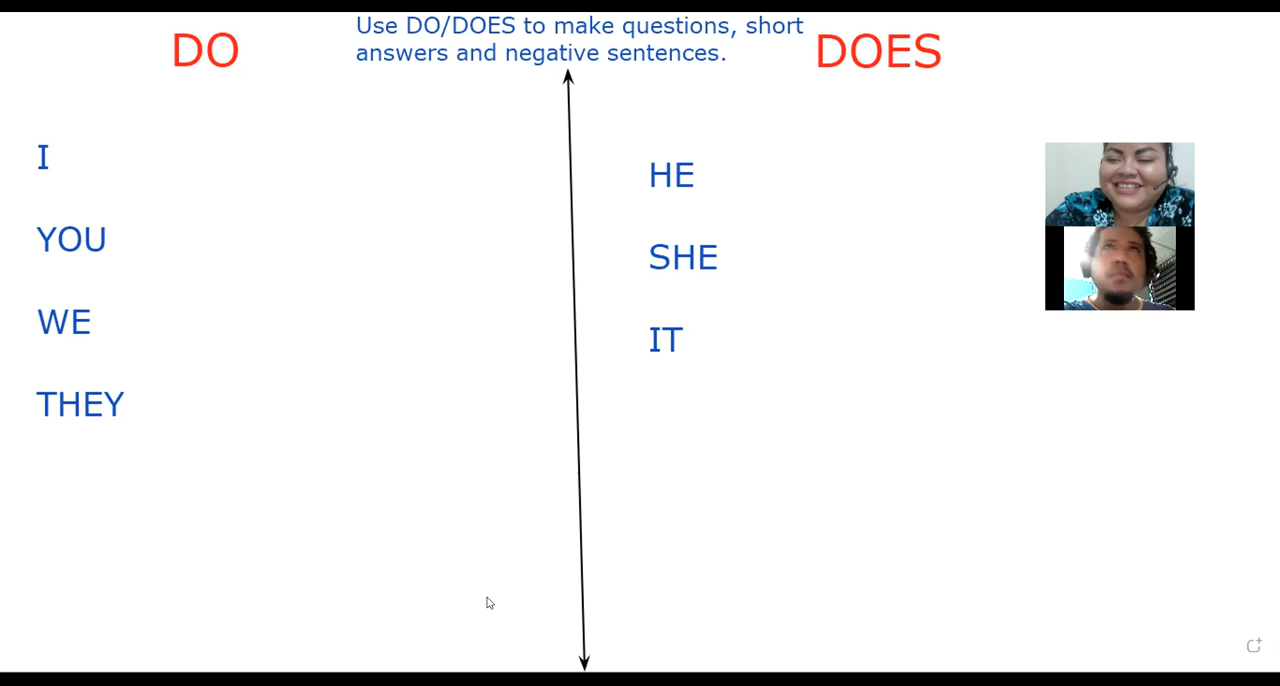 DO
Use DO/DOES to make questions, short
answers and negative sentences.
DOES
I
YOU
WE
THEY
HE
SHE
IT